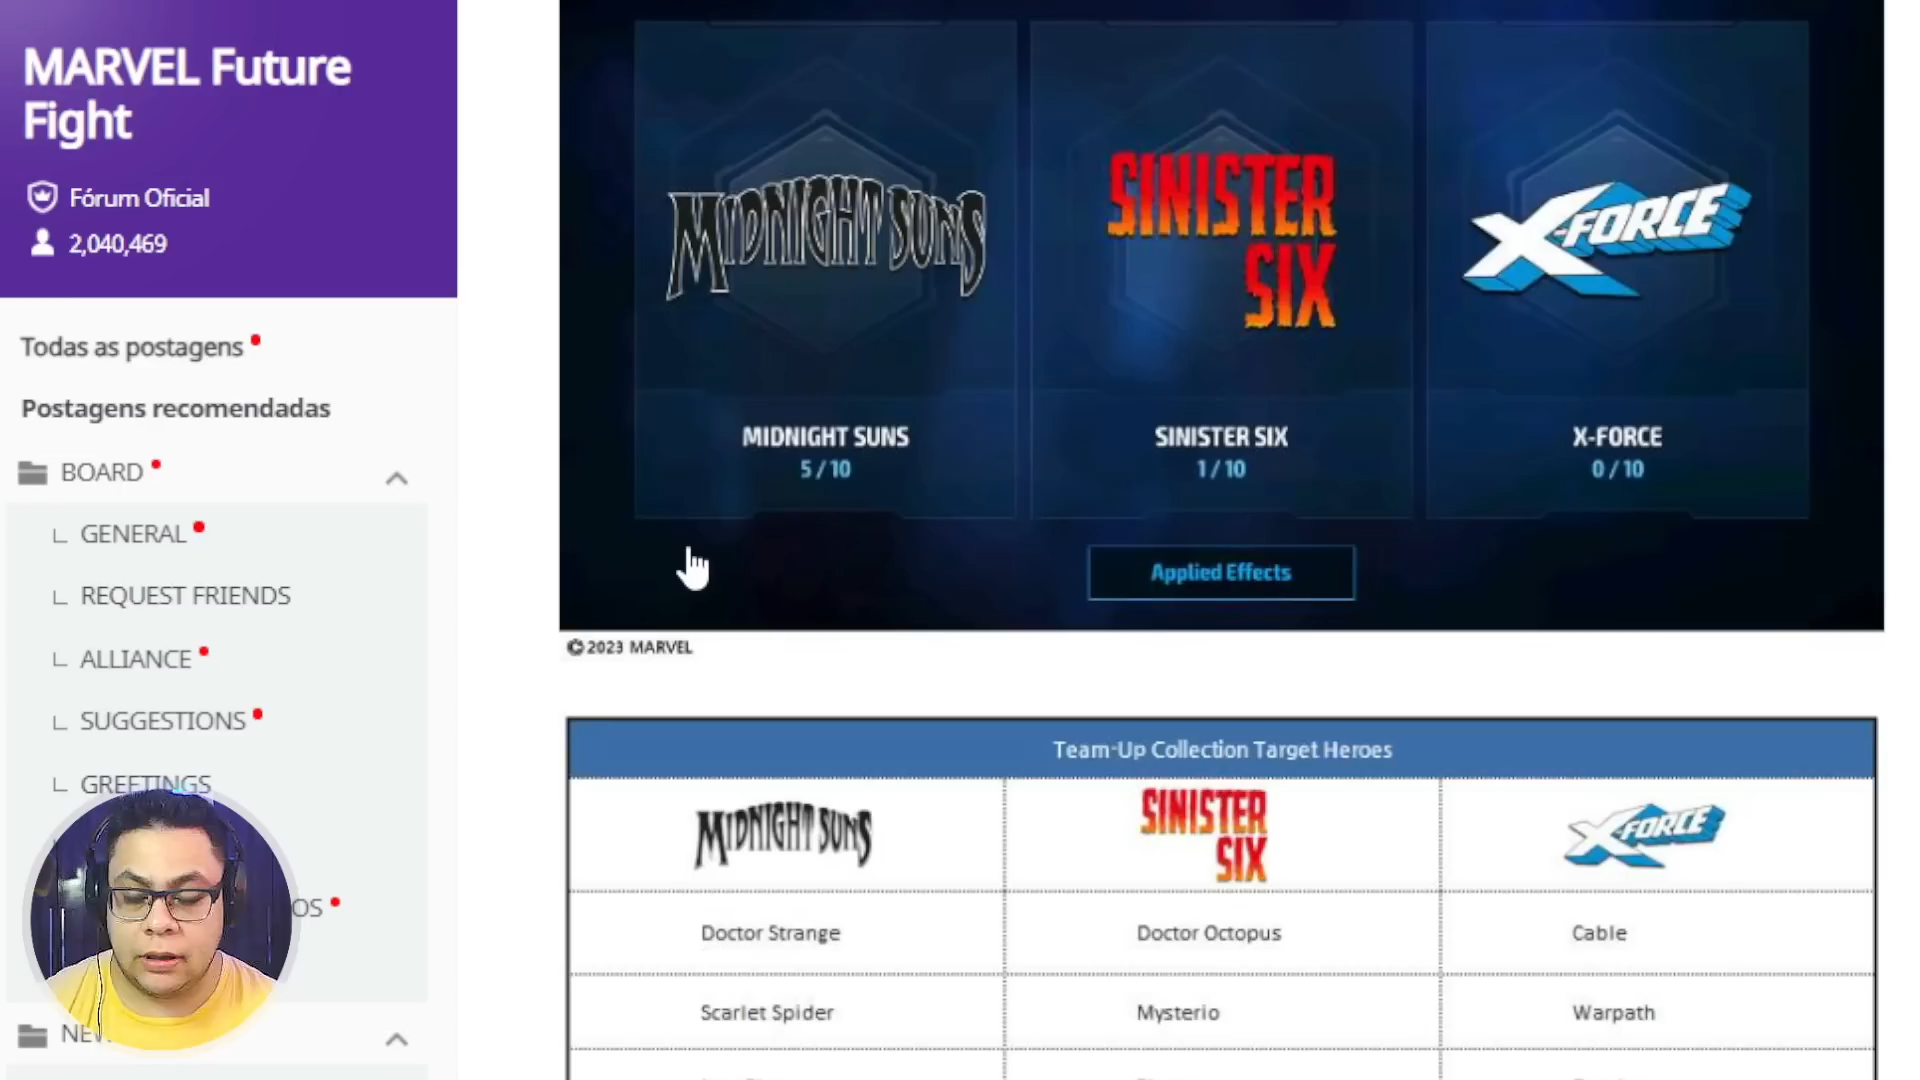 MARVEL Future
Fight
Fórum Oficial
2,040,469
Todas as postagens
Postagens recomendadas
BOARD
GENERAL
REQUEST FRIENDS
ALLIANCE
SUGGESTIONS
GREETINGS
OS
MIDNIGHT SUNS
SINISTER
SIX
X-FORCE
MIDNIGHT SUNS
5 / 10
SINISTER SIX
1 / 10
X-FORCE
0 / 10
Applied Effects
©2023 MARVEL
Team-Up Collection Target Heroes
MIDNIGHT SUNS
SINISTER
SIX
X-FORCE
Doctor Strange
Doctor Octopus
Cable
Scarlet Spider
Mysterio
Warpath